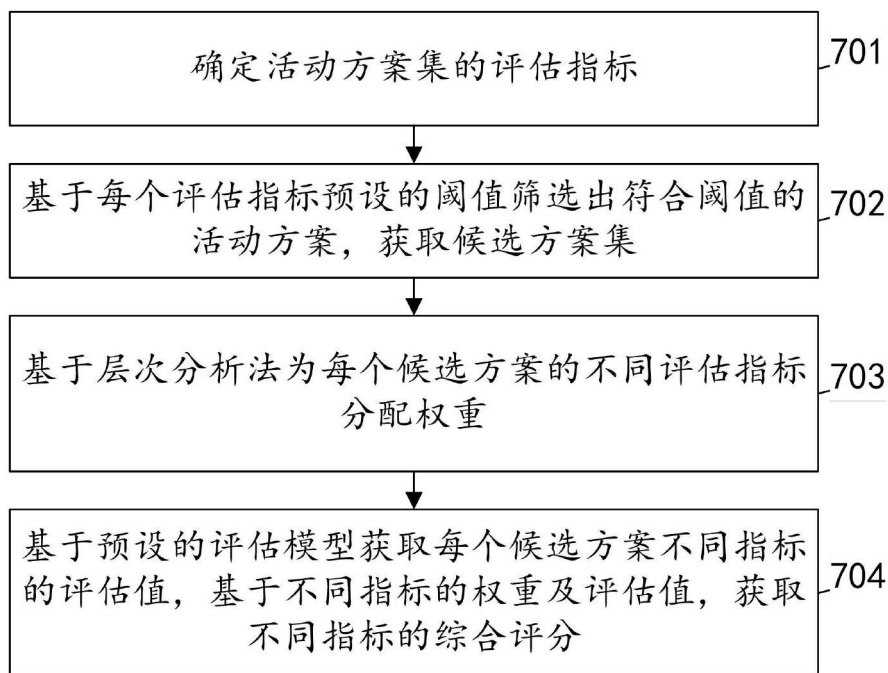 确定活动方案集的评估指标
701
基于每个评估指标预设的阈值筛选出符合阈值的
活动方案，获取候选方案集
702
基于层次分析法为每个候选方案的不同评估指标
分配权重
703
基于预设的评估模型获取每个候选方案不同指标
的评估值，基于不同指标的权重及评估值，获取
不同指标的综合评分
704